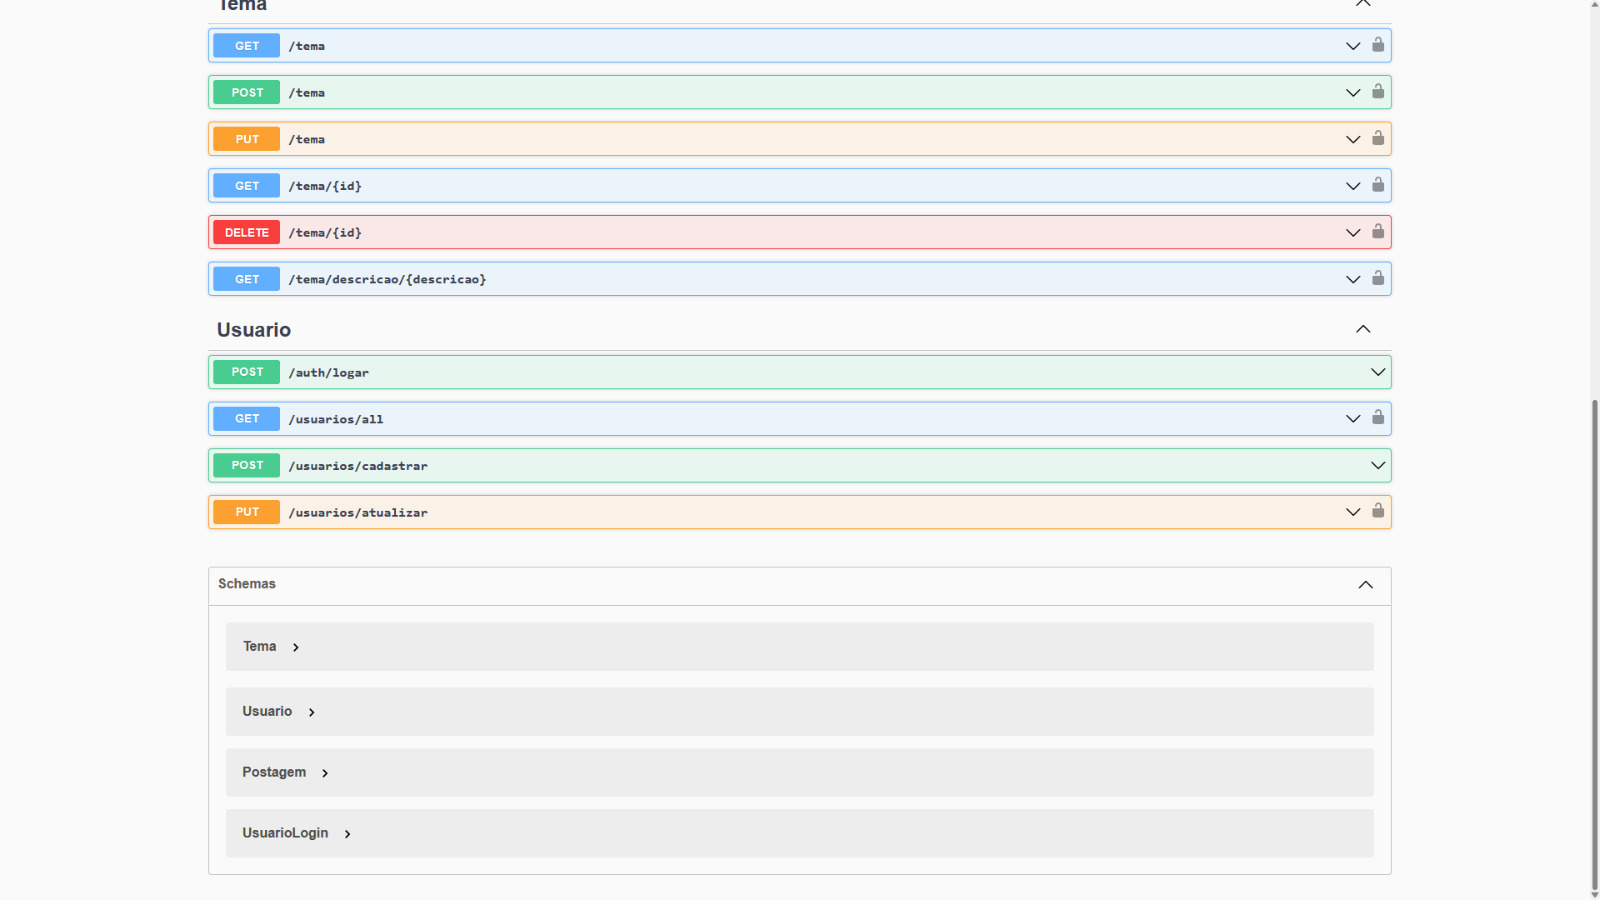 Tema
GET /tema
POST /tema
PUT /tema
GET /tema/{id}
DELETE /tema/{id}
GET /tema/descricao/{descricao}
Usuario
POST /auth/logar
GET /usuarios/all
POST /usuarios/cadastrar
PUT /usuarios/atualizar
Schemas
Tema
Usuario
Postagem
UsuarioLogin